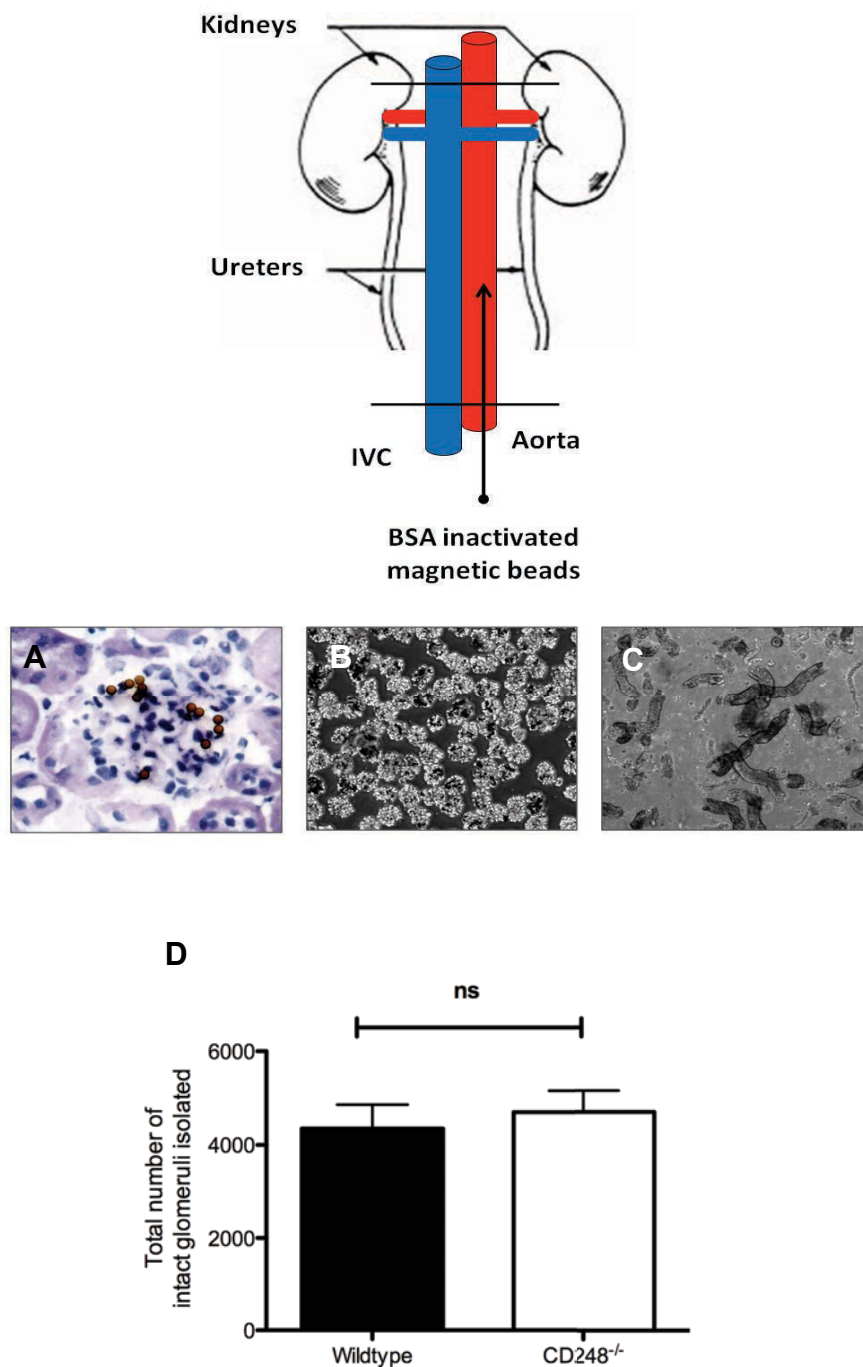 Kidneys
Ureters
IVC
Aorta
BSA inactivated
magnetic beads
A
B
C
D
ns
Total number of
intact glomeruli isolated
6000
4000
2000
0
Wildtype
CD248⁻/⁻